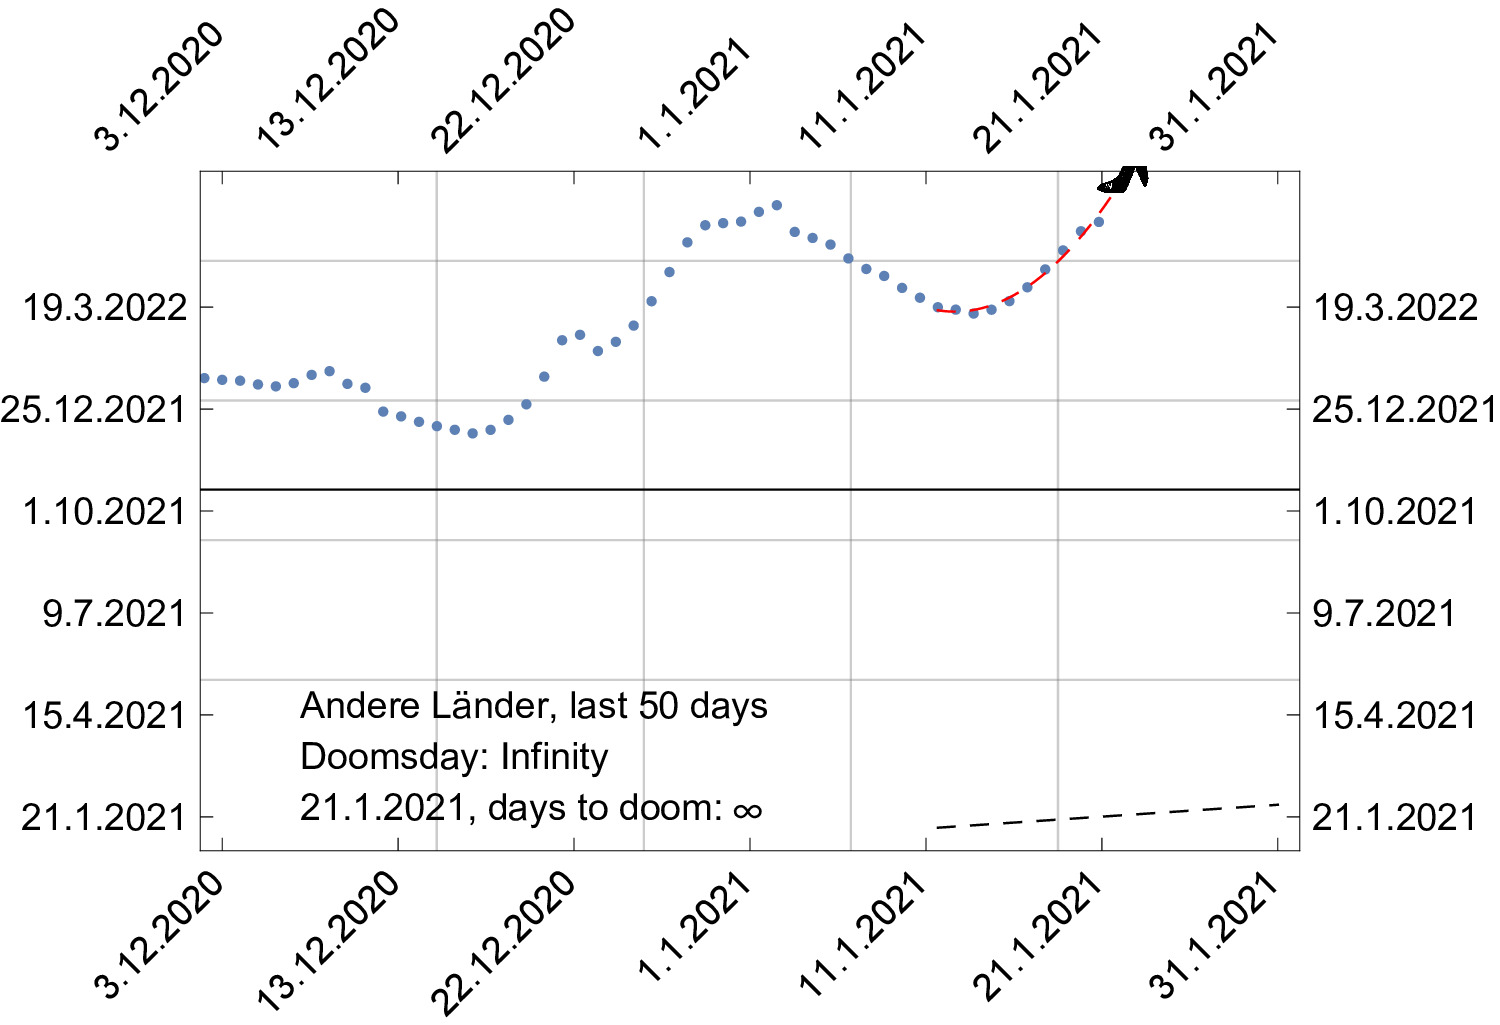 3.12.2020 13.12.2020 22.12.2020 1.1.2021 11.1.2021 21.1.2021 31.1.2021
19.3.2022 19.3.2022
25.12.2021 25.12.2021
1.10.2021 1.10.2021
9.7.2021 9.7.2021
Andere Länder, last 50 days
15.4.2021 15.4.2021
Doomsday: Infinity
21.1.2021, days to doom: ∞
21.1.2021 21.1.2021
3.12.2020 13.12.2020 22.12.2020 1.1.2021 11.1.2021 21.1.2021 31.1.2021